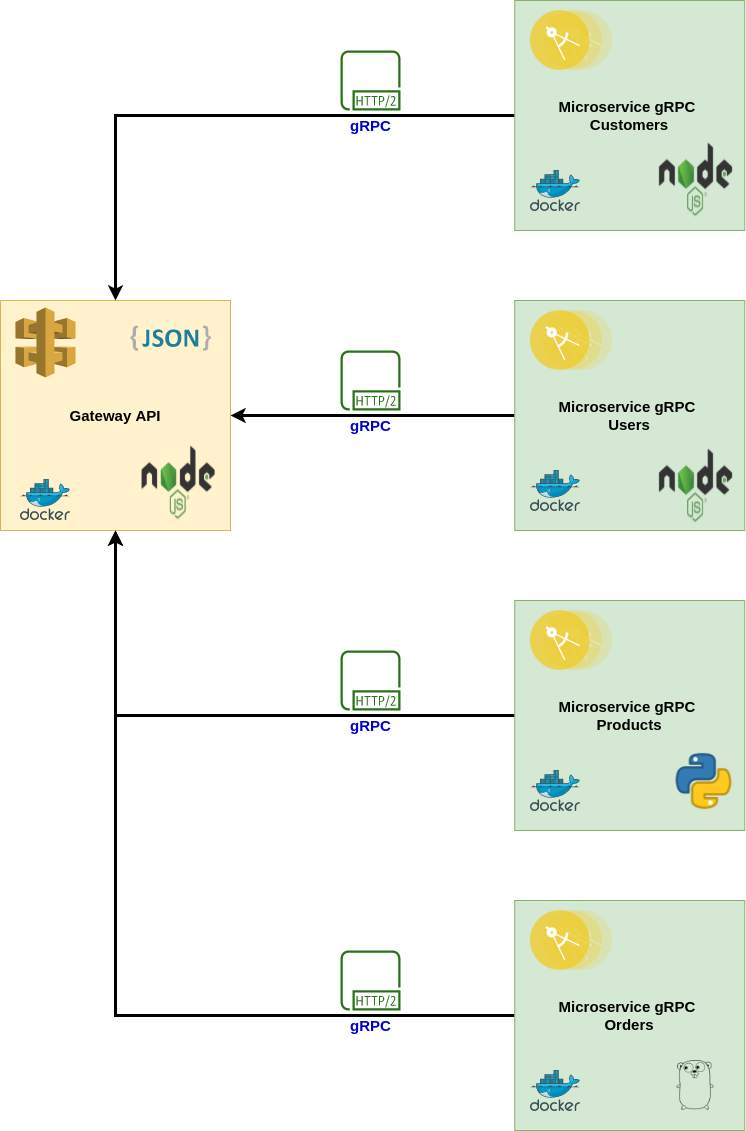 HTTP/2
gRPC
Microservice gRPC
Customers
docker
node
JS
{JSON}
Gateway API
docker
node
JS
HTTP/2
gRPC
Microservice gRPC
Users
docker
node
JS
HTTP/2
gRPC
Microservice gRPC
Products
docker
HTTP/2
gRPC
Microservice gRPC
Orders
docker